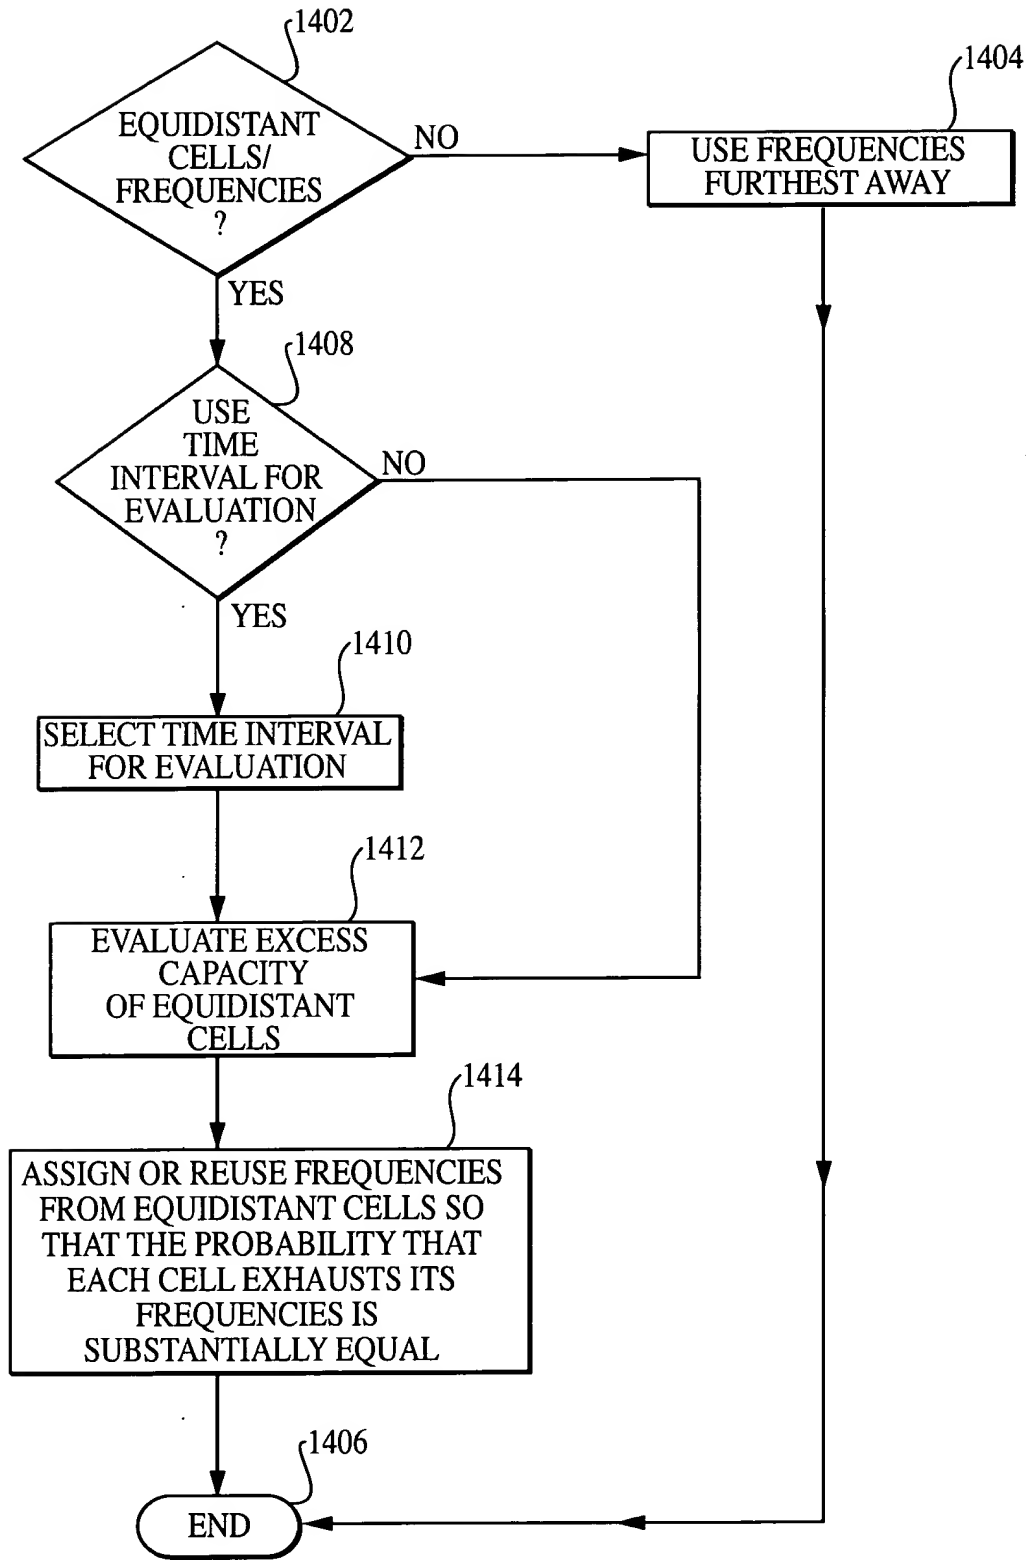 1402
EQUIDISTANT
CELLS/
FREQUENCIES
?
NO
1404
USE FREQUENCIES
FURTHEST AWAY
YES
1408
USE
TIME
INTERVAL FOR
EVALUATION
?
NO
YES
1410
SELECT TIME INTERVAL
FOR EVALUATION
1412
EVALUATE EXCESS
CAPACITY
OF EQUIDISTANT
CELLS
1414
ASSIGN OR REUSE FREQUENCIES
FROM EQUIDISTANT CELLS SO
THAT THE PROBABILITY THAT
EACH CELL EXHAUSTS ITS
FREQUENCIES IS
SUBSTANTIALLY EQUAL
1406
END